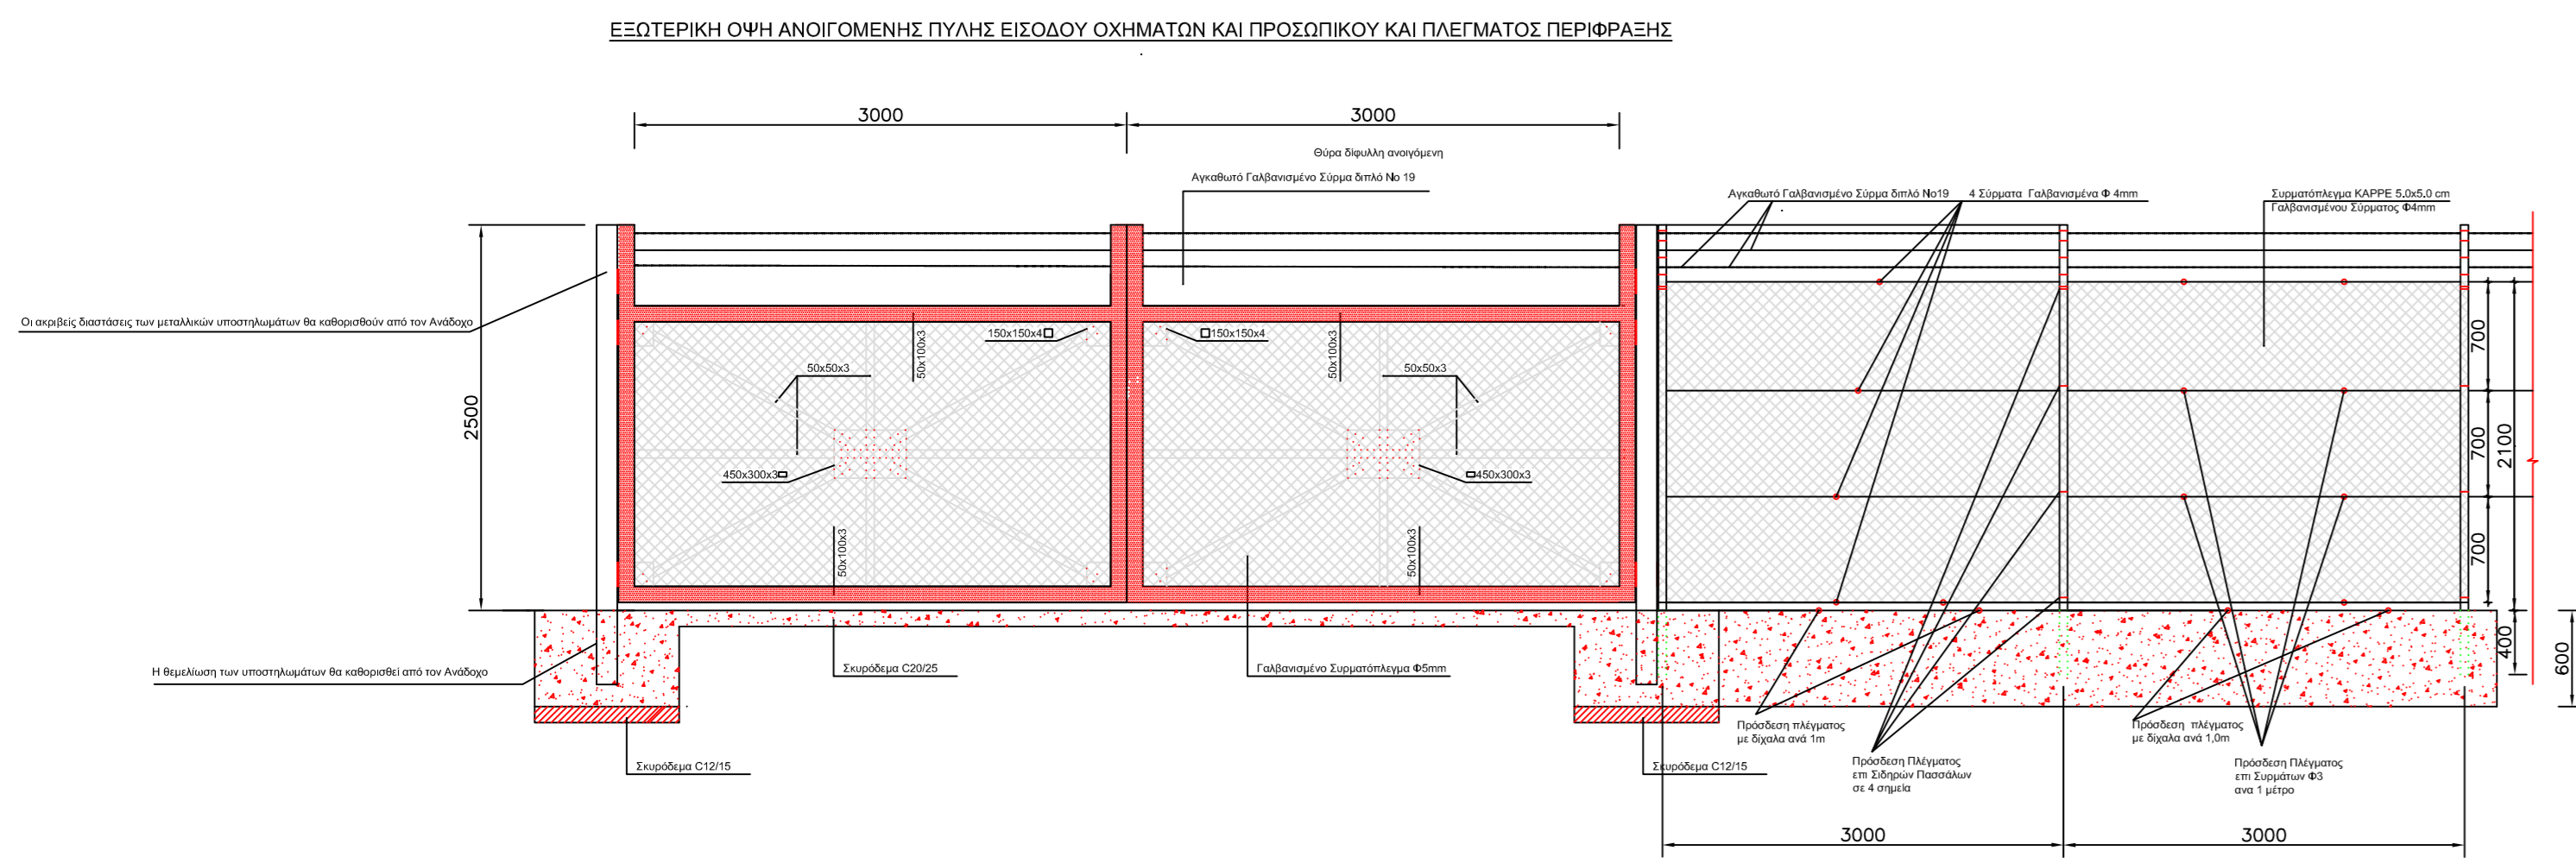 ΕΞΩΤΕΡΙΚΗ ΟΨΗ ΑΝΟΙΓΟΜΕΝΗΣ ΠΥΛΗΣ ΕΙΣΟΔΟΥ ΟΧΗΜΑΤΩΝ ΚΑΙ ΠΡΟΣΩΠΙΚΟΥ ΚΑΙ ΠΛΕΓΜΑΤΟΣ ΠΕΡΙΦΡΑΞΗΣ
3000
3000
Θύρα δίφυλλη ανοιγόμενη
Αγκαθωτό Γαλβανισμένο Σύρμα διπλό Νο 19
Αγκαθωτό Γαλβανισμένο Σύρμα διπλό Νο19
4 Σύρματα Γαλβανισμένα Φ 4mm
Συρματόπλεγμα ΚΑΡΡΕ 5.0x5.0 cm
Γαλβανισμένου Σύρματος Φ4mm
Οι ακριβείς διαστάσεις των μεταλλικών υποστηλωμάτων θα καθορισθούν από τον Ανάδοχο
2500
150x150x4
150x150x4
50x100x3
50x100x3
50x50x3
50x50x3
450x300x3
450x300x3
50x100x3
50x100x3
700
700
700
2100
400
600
Η θεμελίωση των υποστηλωμάτων θα καθορισθεί από τον Ανάδοχο
Σκυρόδεμα C20/25
Γαλβανισμένο Συρματόπλεγμα Φ5mm
Σκυρόδεμα C12/15
Σκυρόδεμα C12/15
Πρόσδεση πλέγματος
με δίχαλα ανά 1m
Πρόσδεση Πλέγματος
επι Σιδηρών Πασσάλων
σε 4 σημεία
Πρόσδεση πλέγματος
με δίχαλα ανά 1,0m
Πρόσδεση Πλέγματος
επι Συρμάτων Φ3
ανα 1 μέτρο
3000
3000